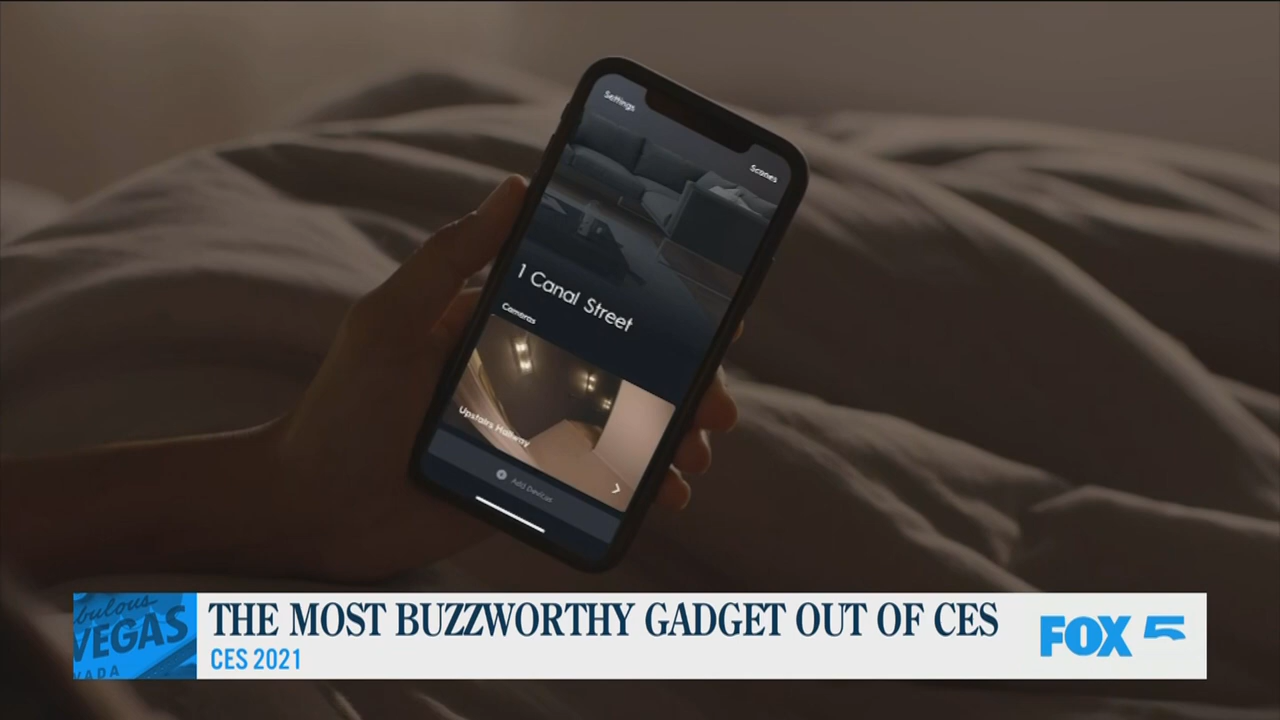 Settings
Scenes
1 Canal Street
Cameras
Upstairs Hallway
Add Devices
THE MOST BUZZWORTHY GADGET OUT OF CES
CES 2021
FOX 5
bulous
VEGAS
VADA